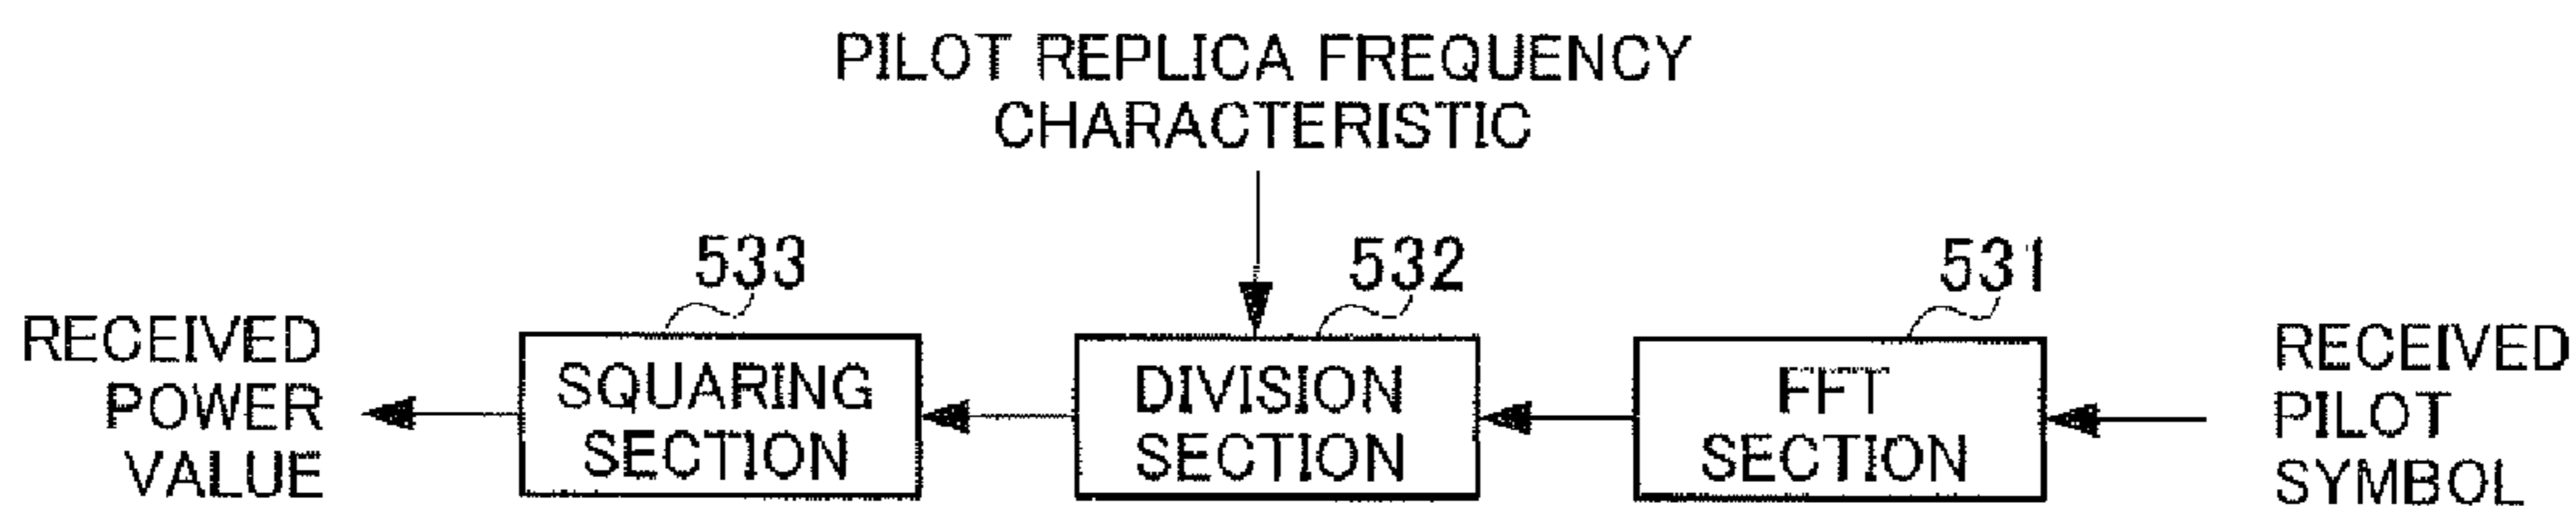 PILOT REPLICA FREQUENCY
CHARACTERISTIC
533
532
531
RECEIVED
POWER
VALUE
SQUARING
SECTION
DIVISION
SECTION
FFT
SECTION
RECEIVED
PILOT
SYMBOL